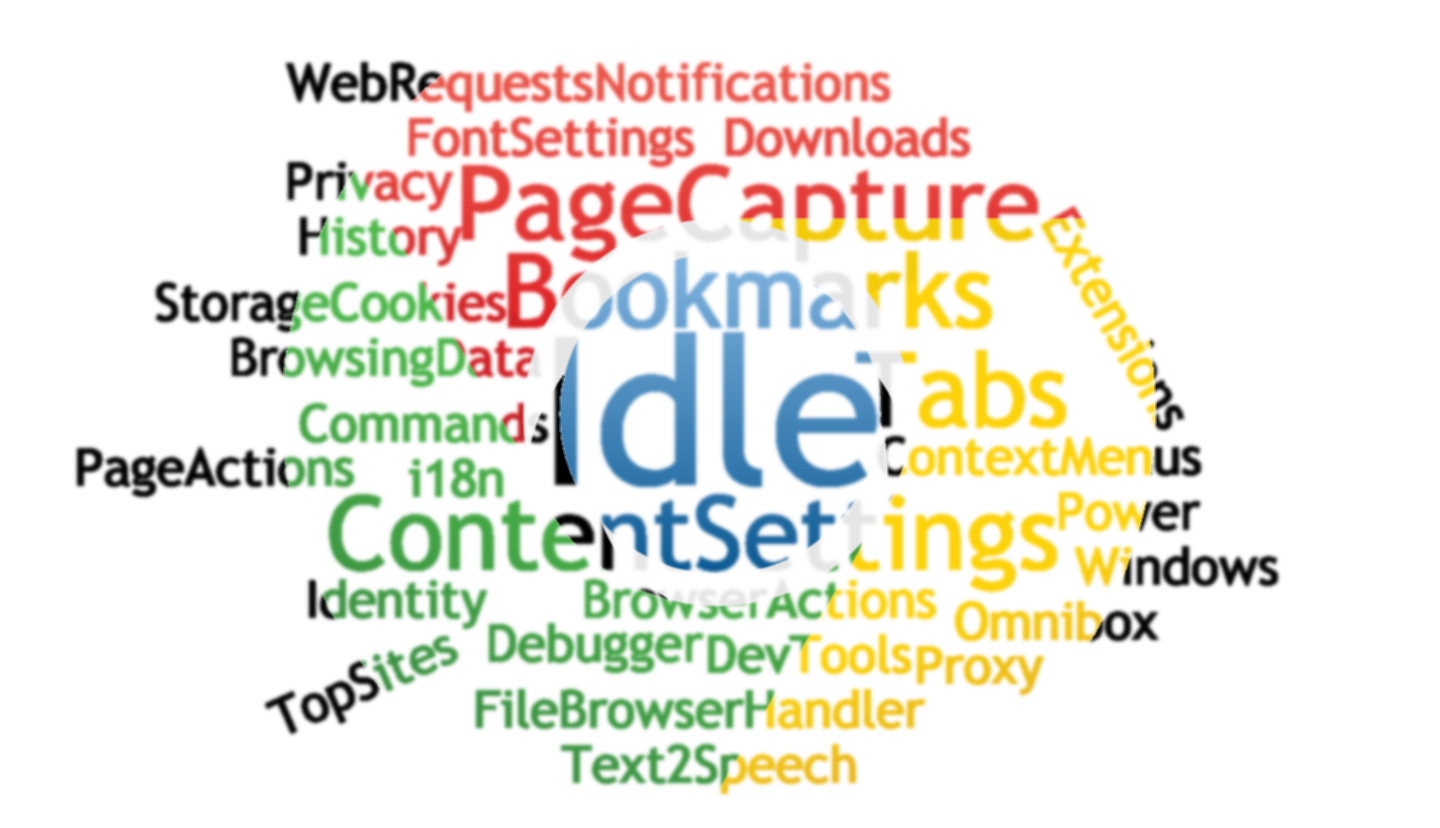 WebRequestsNotifications
FontSettings Downloads
Privacy PageCapture
History
Extensions
StorageCookies Bookmarks
BrowsingData
Idle Tabs
Commands
ContextMenus
PageActions i18n
ContentSettings Power
Windows
Identity BrowserActions Omnibox
TopSites Debugger DevTools Proxy
FileBrowserHandler
Text2Speech